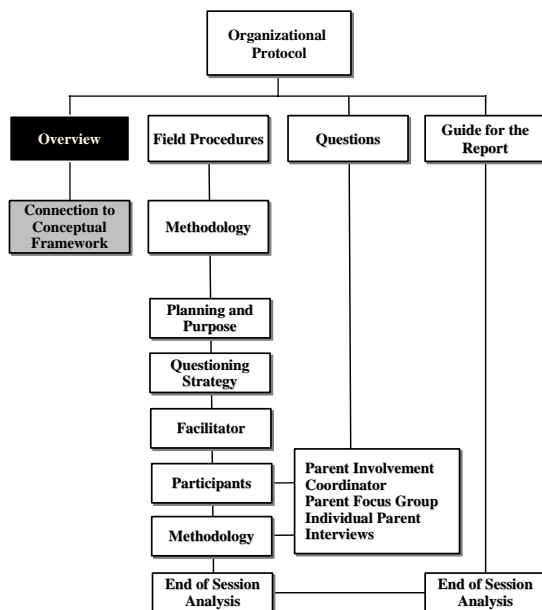 Organizational
Protocol
Overview
Field Procedures
Questions
Guide for the
Report
Connection to
Conceptual
Framework
Methodology
Planning and
Purpose
Questioning
Strategy
Facilitator
Participants
Parent Involvement
Coordinator
Parent Focus Group
Individual Parent
Interviews
Methodology
End of Session
Analysis
End of Session
Analysis